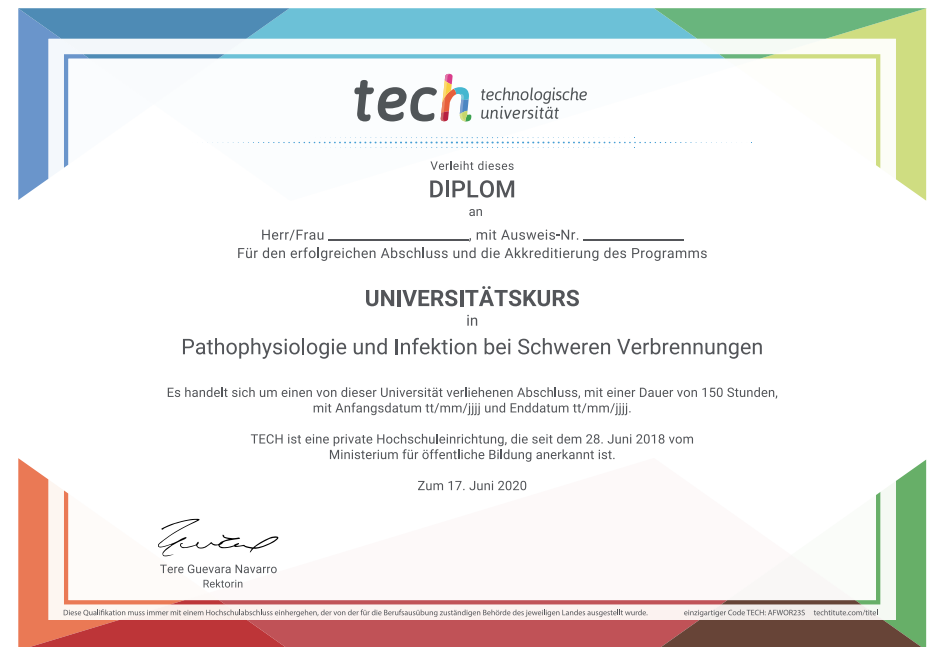 tech technologische
universität
Verleiht dieses
DIPLOM
an
Herr/Frau ________________, mit Ausweis-Nr. ____________
Für den erfolgreichen Abschluss und die Akkreditierung des Programms
UNIVERSITÄTSKURS
in
Pathophysiologie und Infektion bei Schweren Verbrennungen
Es handelt sich um einen von dieser Universität verliehenen Abschluss, mit einer Dauer von 150 Stunden,
mit Anfangsdatum tt/mm/jjjj und Enddatum tt/mm/jjjj.
TECH ist eine private Hochschuleinrichtung, die seit dem 28. Juni 2018 vom
Ministerium für öffentliche Bildung anerkannt ist.
Zum 17. Juni 2020
Tere Guevara Navarro
Rektorin
Diese Qualifikation muss immer mit einem Hochschulabschluss einhergehen, der von der für die Berufsausübung zuständigen Behörde des jeweiligen Landes ausgestellt wurde. einzigartiger Code TECH: AFWOR23S techtitute.com/titel